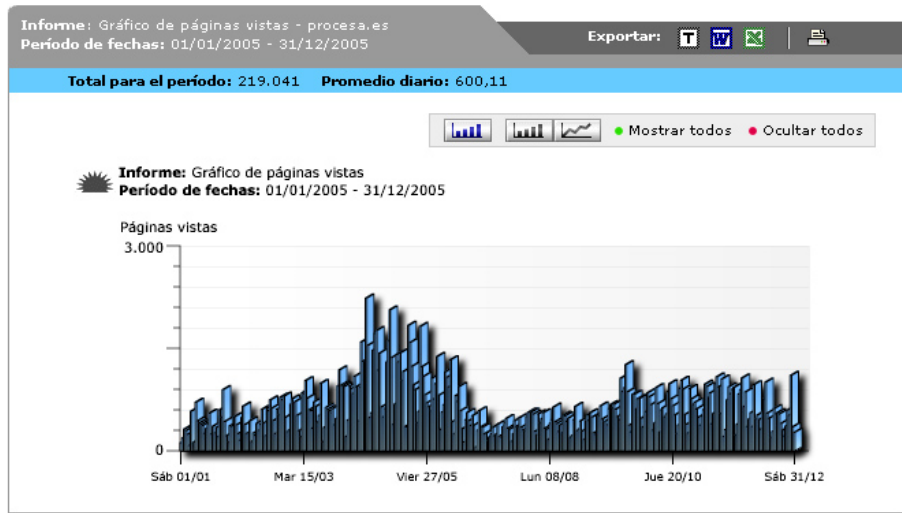 Informe: Gráfico de páginas vistas - procesa.es
Período de fechas: 01/01/2005 - 31/12/2005
Exportar:
Total para el período: 219.041 Promedio diario: 600,11
Mostrar todos Ocultar todos
Informe: Gráfico de páginas vistas
Período de fechas: 01/01/2005 - 31/12/2005
Páginas vistas
3.000
0
Sáb 01/01 Mar 15/03 Vier 27/05 Lun 08/08 Jue 20/10 Sáb 31/12